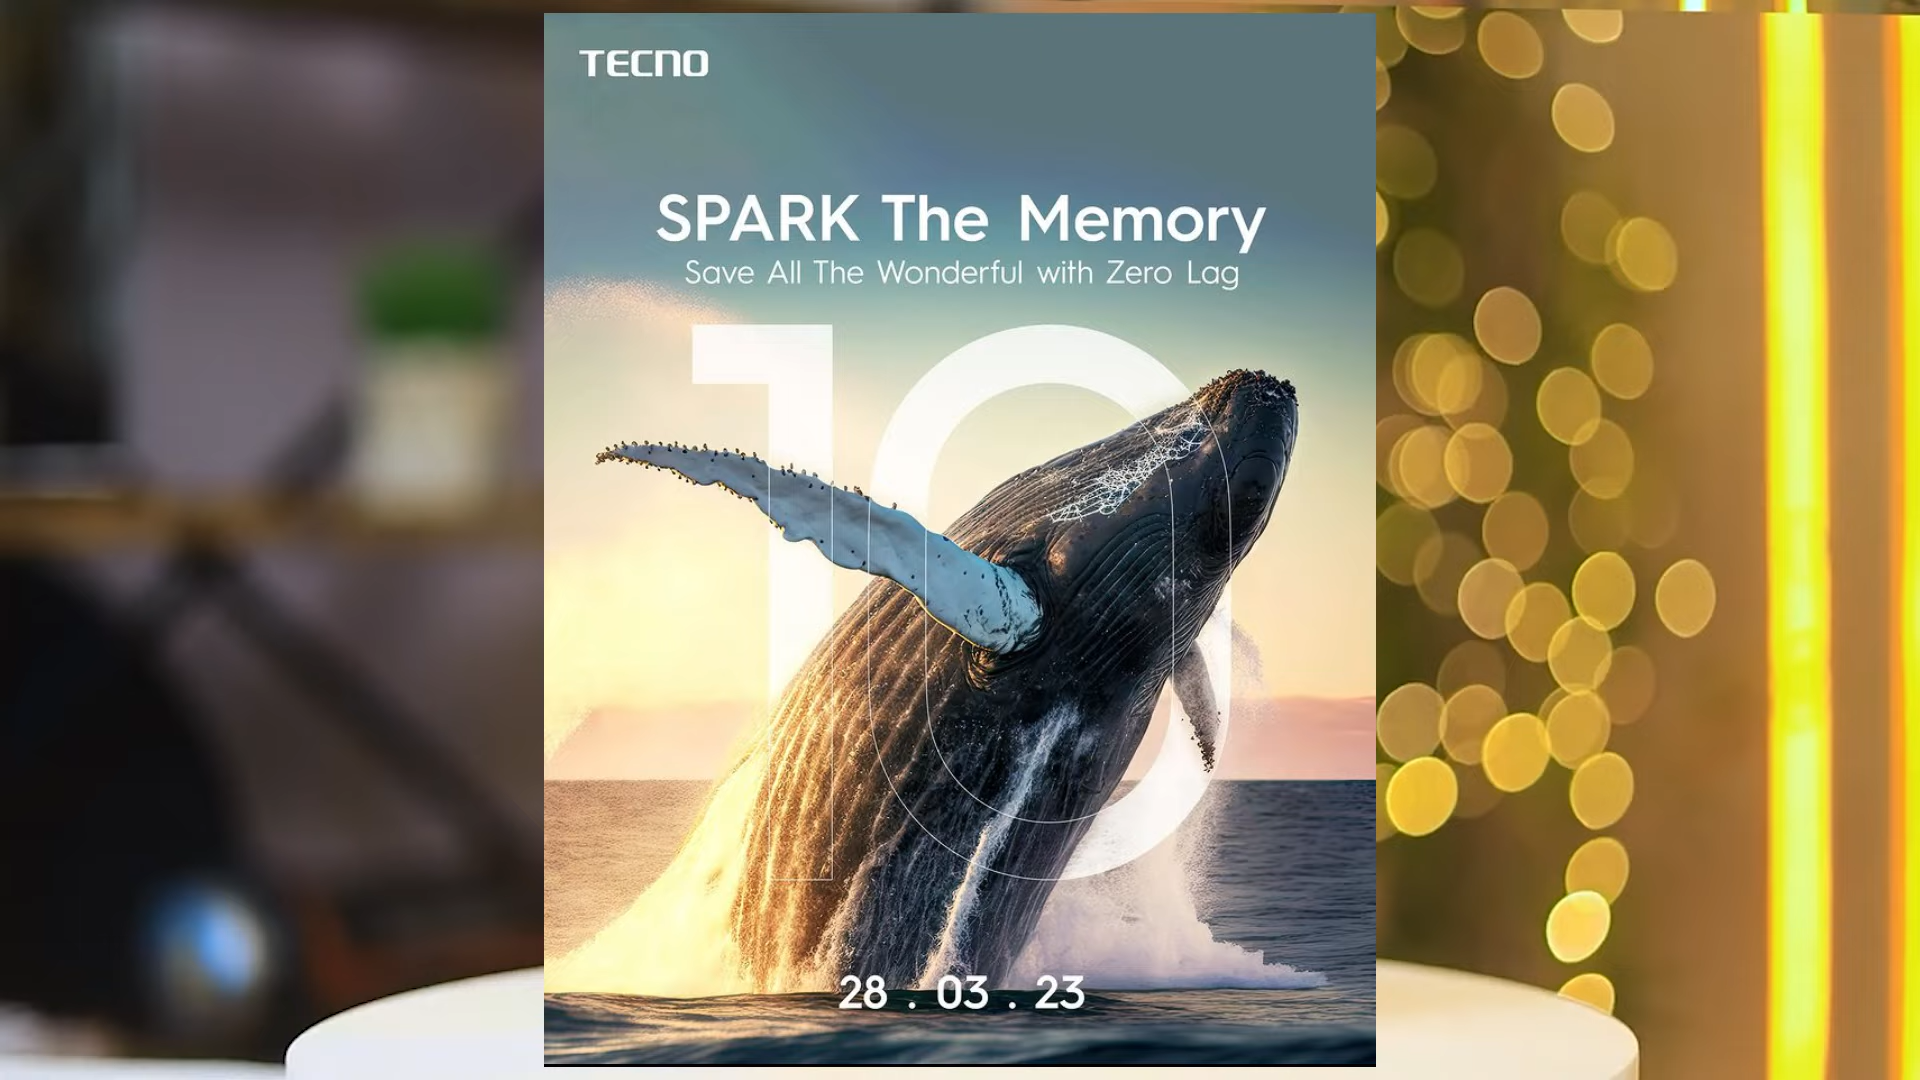 TECNO
SPARK The Memory
Save All The Wonderful with Zero Lag
10
28 . 03 . 23